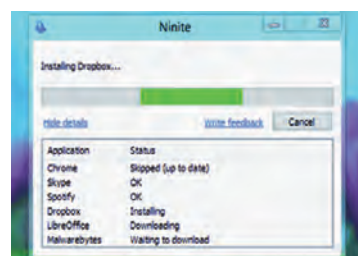 Ninite
Installing Dropbox...
Hide details Write feedback Cancel
Application Status
Chrome Skipped (up to date)
Skype OK
Spotify OK
Dropbox Installing
LibreOffice Downloading
Malwarebytes Waiting to download